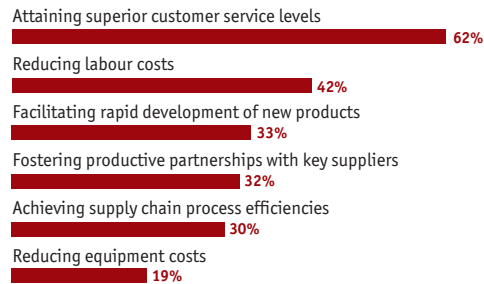 Attaining superior customer service levels
62%
Reducing labour costs
42%
Facilitating rapid development of new products
33%
Fostering productive partnerships with key suppliers
32%
Achieving supply chain process efficiencies
30%
Reducing equipment costs
19%